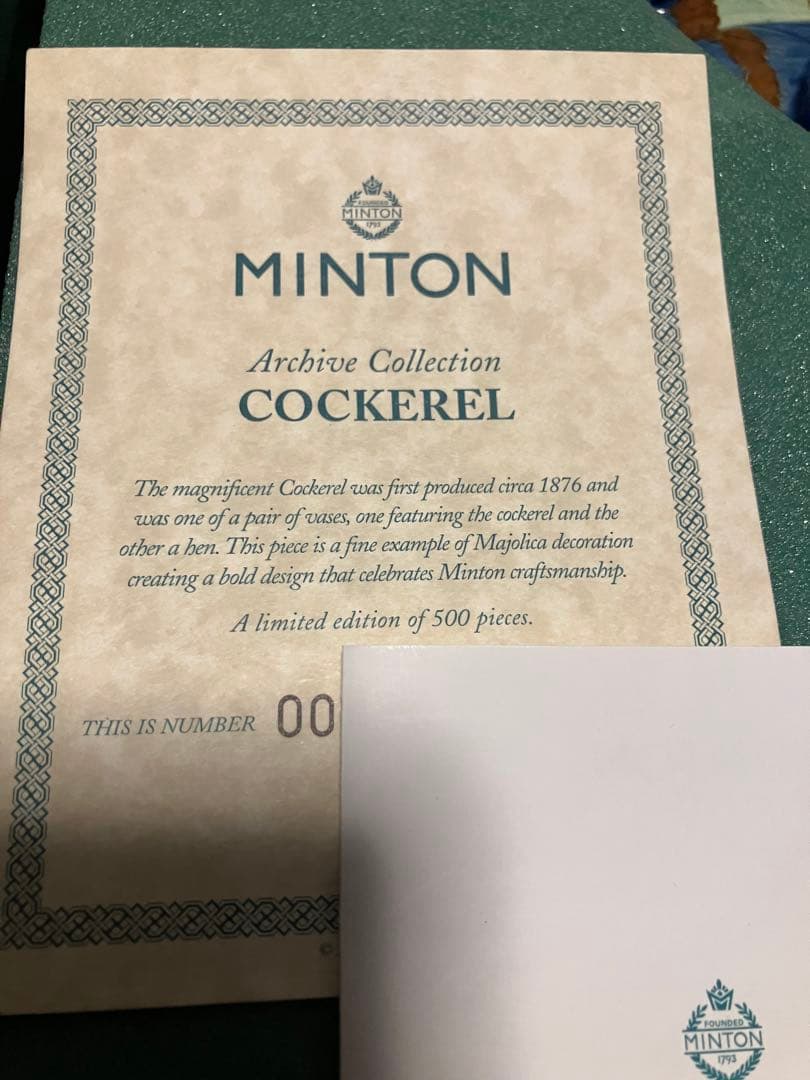 FOUNDED
MINTON
1793
MINTON
Archive Collection
COCKEREL
The magnificent Cockerel was first produced circa 1876 and
was one of a pair of vases, one featuring the cockerel and the
other a hen. This piece is a fine example of Majolica decoration
creating a bold design that celebrates Minton craftsmanship.
A limited edition of 500 pieces.
THIS IS NUMBER 00
©
FOUNDED
MINTON
1793